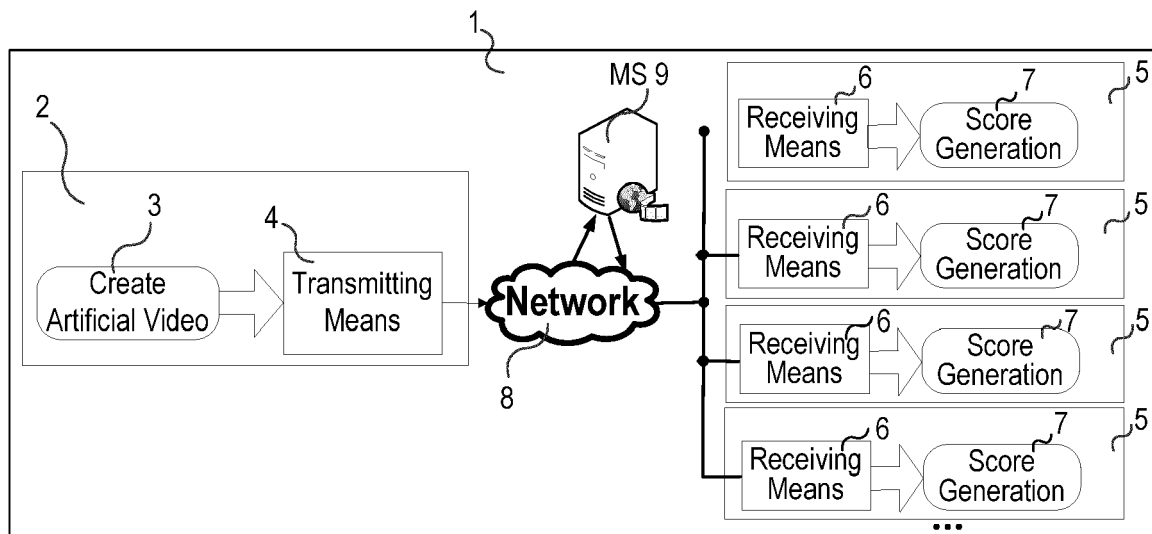 1
MS 9
2
3
Create
Artificial Video
4
Transmitting
Means
Network
8
5
6
Receiving
Means
7
Score
Generation
5
6
Receiving
Means
7
Score
Generation
5
6
Receiving
Means
7
Score
Generation
5
6
Receiving
Means
7
Score
Generation
...